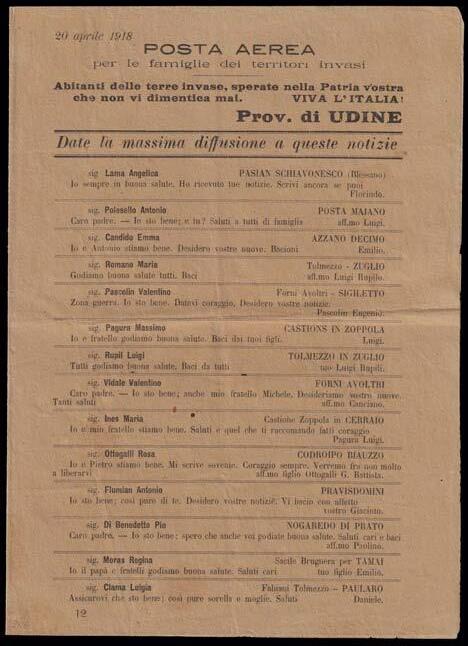 20 aprile 1918
POSTA AEREA
per le famiglie dei territori invasi
Abitanti delle terre invase, sperate nella Patria vostra
che non vi dimentica mai. VIVA L'ITALIA!
Prov. di UDINE
Date la massima diffusione a queste notizie
sig. Lama Angelica PASIAN SCHIAVONESCO (Blessano)
Io sempre in buona salute. Ho ricevuto tue notizie. Scrivi ancora se puoi
Florindo.
sig. Polesello Antonio POSTA MAIANO
Caro padre. — Io sto bene; e tu? Saluti a tutti di famiglia aff.mo Luigi.
sig. Candido Emma AZZANO DECIMO
Io e Antonio stiamo bene. Desidero vostre nuove. Bacioni Emilio.
sig. Romano Maria Tolmezzo - ZUGLIO
Godiamo buona salute tutti. Baci aff.mo Luigi Rupilo.
sig. Pascolin Valentino Forni Avoltri - SIGILETTO
Zona guerra. Io sto bene. Datevi coraggio, Desidero vostre notizie.
Pascolin Eugenio.
sig. Pagura Massimo CASTIONS IN ZOPPOLA
Io e fratello godiamo buona salute. Baci dai tuoi figli. Luigi.
sig. Rupil Luigi TOLMEZZO IN ZUGLIO
Tutti godiamo buona salute. Baci da tutti tuo Luigi Rupili.
sig. Vidale Valentino FORNI AVOLTRI
Caro padre. — Io sto bene; anche mio fratello Michele. Desideriamo vostro nuove.
Tanti saluti aff.mo Canciano.
sig. Ines Maria Castions Zoppola in CERRAIO
Io e mio fratello stiamo bene. Saluti e quel che ti raccomando fatti coraggio
Pagura Luigi.
sig. Ottogalli Rosa CODROIPO BIAUZZO
Io e Pietro stiamo bene. Mi scrive sovenie. Coraggio sempre. Verremo fra non molto
a liberarvi aff.mo figlio Ottogalli G. Battista.
sig. Flumian Antonio PRAVISDOMINI
Io sto bene; così pure di te. Desidero vostre notizie. Vi bacio con affetto
vostro Giacinto.
sig. Di Benedetto Pio NOGAREDO DI PRATO
Caro padre. — Io sto bene; spero che anche voi godiate buona salute. Saluti cari e baci
aff.mo Paolino.
sig. Moras Regina Sacile Brugnera per TAMAI
Io il papà e fratelli godiamo buona salute. Saluti cari tuo figlio Emilio.
sig. Clama Luigia Tolmezzo - PAULARO
Assicurovi che sto bene; così pure sorella e moglie. Saluti Daniele.
12